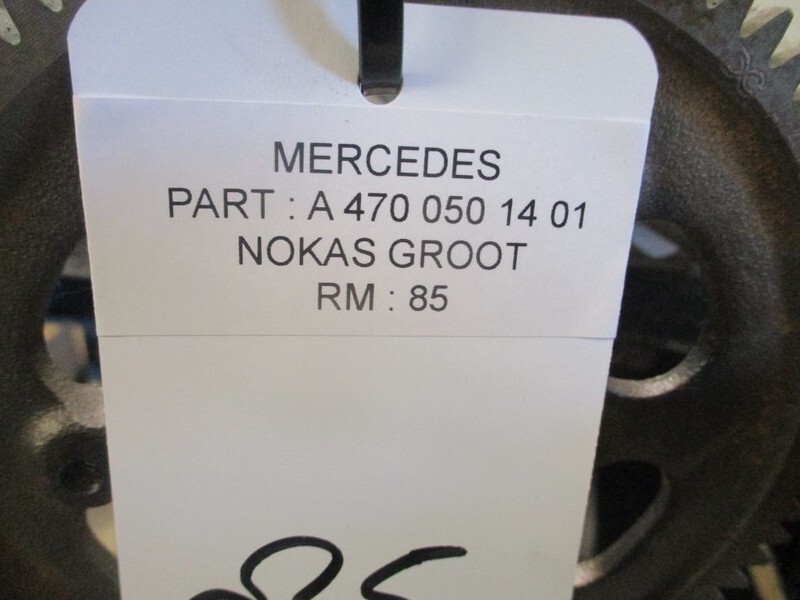 MERCEDES
PART : A 470 050 14 01
NOKAS GROOT
RM : 85
85